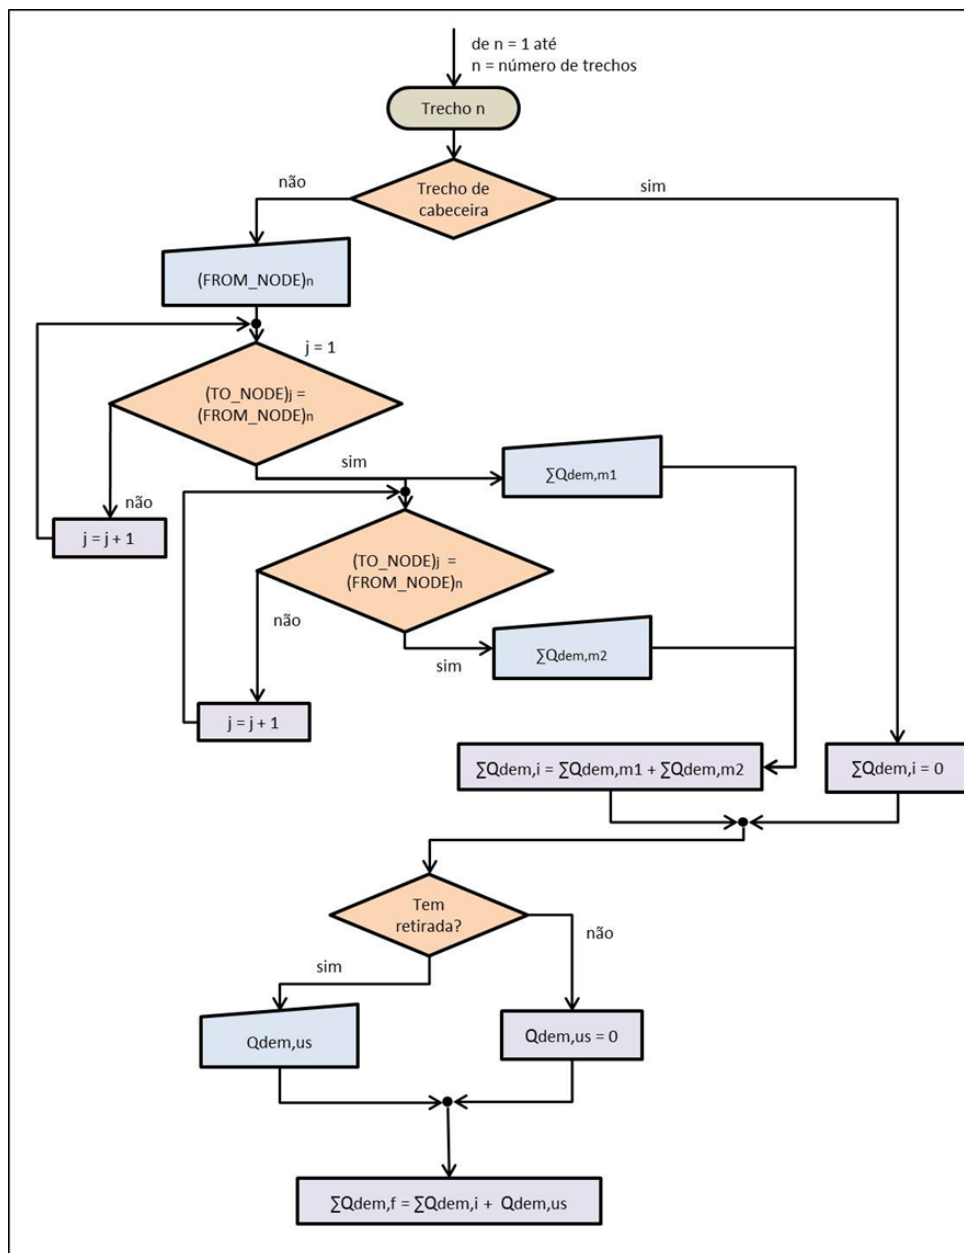 de n = 1 até
n = número de trechos
Trecho n
não
Trecho de
cabeceira
sim
(FROM_NODE)n
j = 1
(TO_NODE)j =
(FROM_NODE)n
sim
∑Qdem,m1
não
j = j + 1
(TO_NODE)j =
(FROM_NODE)n
não
sim
∑Qdem,m2
j = j + 1
∑Qdem,i = ∑Qdem,m1 + ∑Qdem,m2
∑Qdem,i = 0
Tem
retirada?
não
sim
Qdem,us
Qdem,us = 0
∑Qdem,f = ∑Qdem,i + Qdem,us